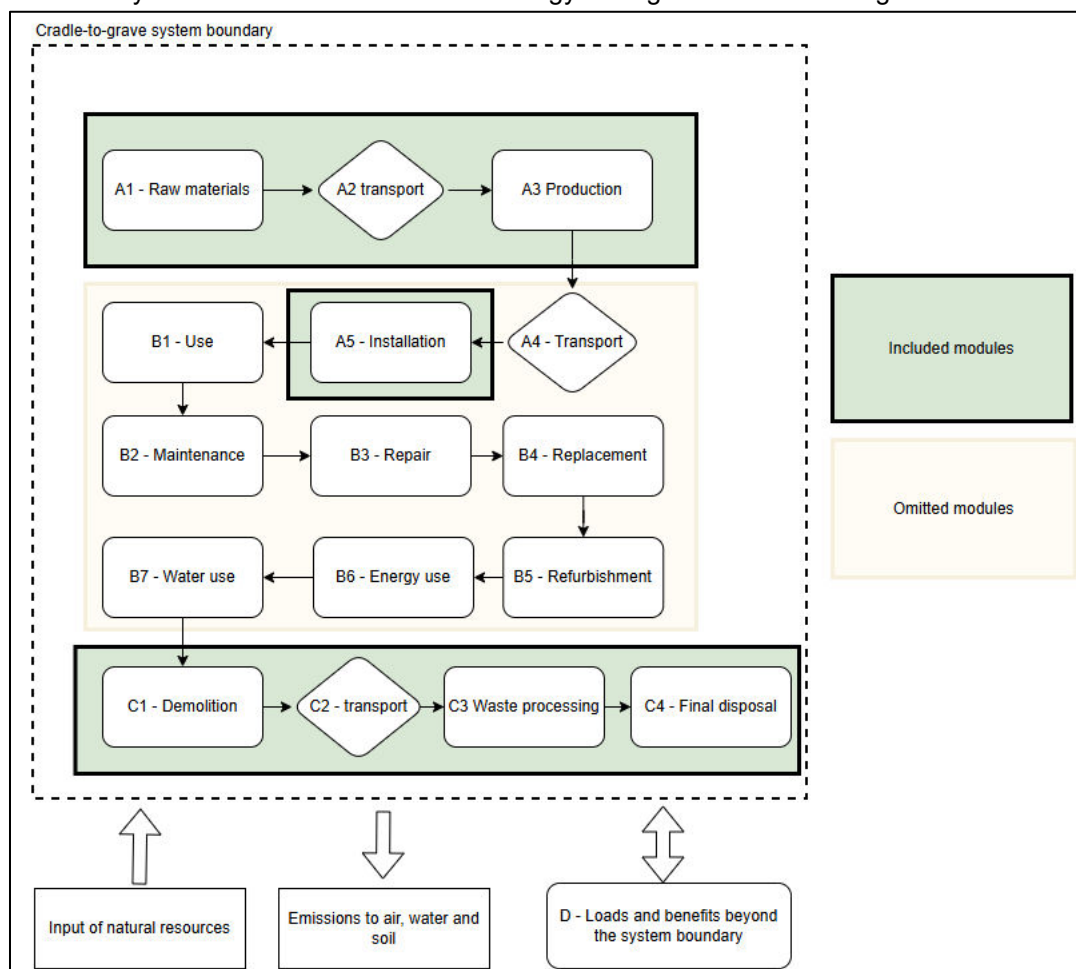 Cradle-to-grave system boundary
A1 - Raw materials
A2 transport
A3 Production
B1 - Use
A5 - Installation
A4 - Transport
Included modules
B2 - Maintenance
B3 - Repair
B4 - Replacement
Omitted modules
B7 - Water use
B6 - Energy use
B5 - Refurbishment
C1 - Demolition
C2 - transport
C3 Waste processing
C4 - Final disposal
Input of natural
resources
Emissions to air, water and
soil
D - Loads and benefits beyond
the system boundary